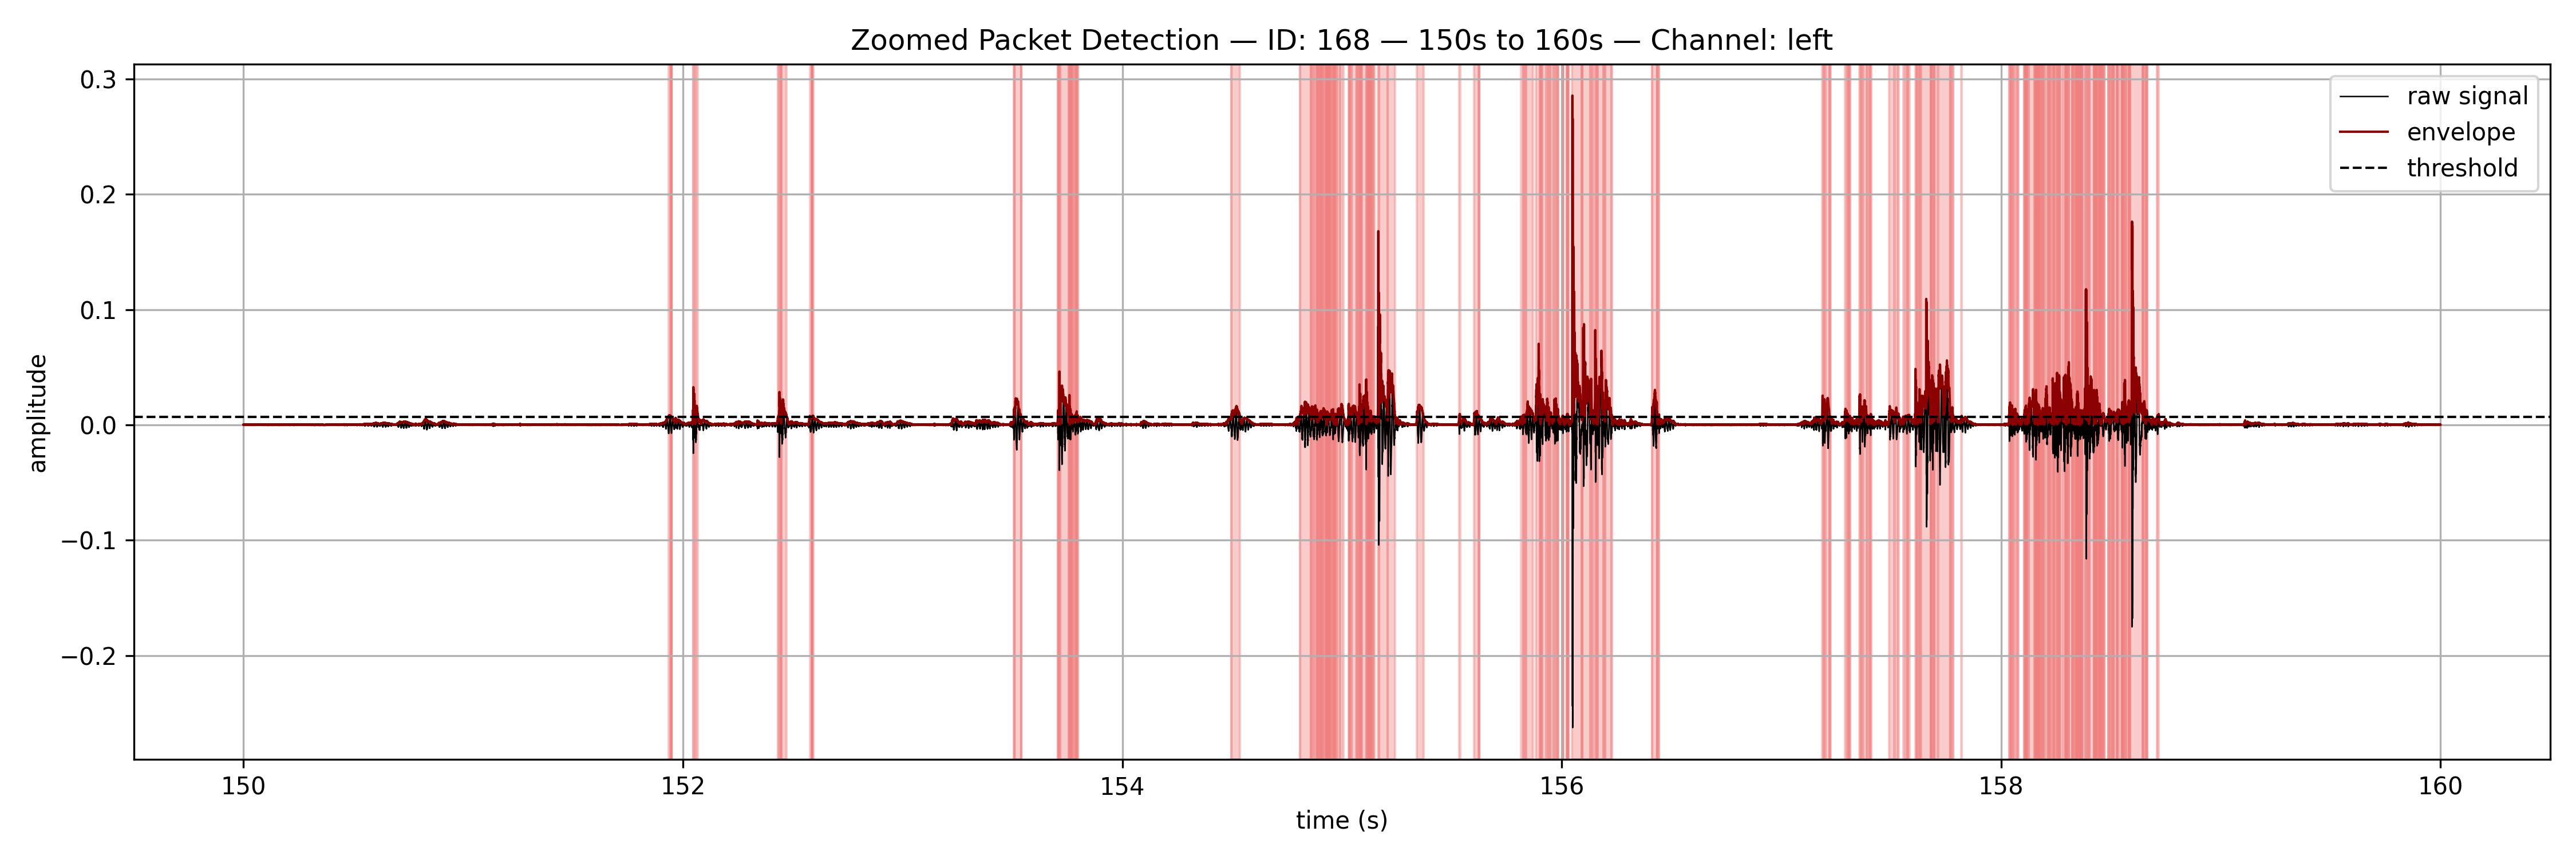 Zoomed Packet Detection — ID: 168 — 150s to 160s — Channel: left
raw signal
envelope
threshold
amplitude
0.3
0.2
0.1
0.0
−0.1
−0.2
150
152
154
156
158
160
time (s)